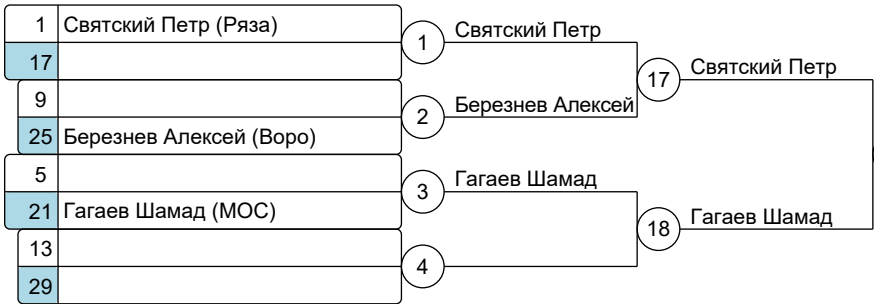 1 Святский Петр (Ряза)
17
9
25 Березнев Алексей (Воро)
5
21 Гагаев Шамад (МОС)
13
29
1 Святский Петр
2 Березнев Алексей
3 Гагаев Шамад
4
17 Святский Петр
18 Гагаев Шамад